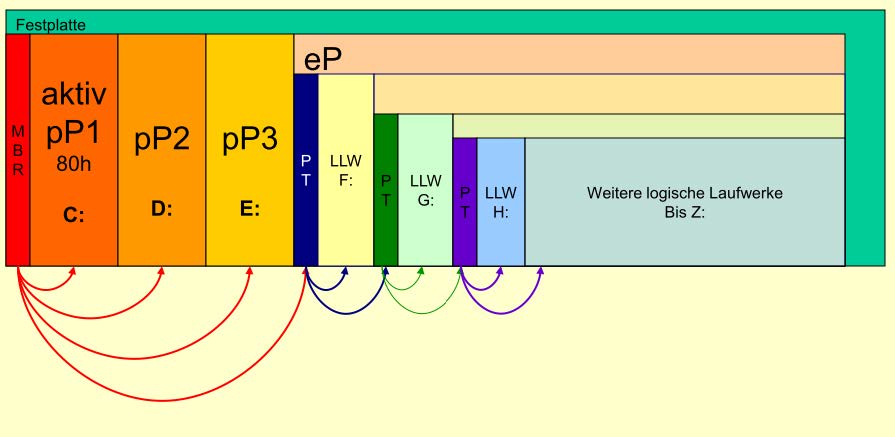 Festplatte
M
B
R
aktiv
pP1
80h
C:
pP2
D:
pP3
E:
eP
P
T
LLW
F:
P
T
LLW
G:
P
T
LLW
H:
Weitere logische Laufwerke
Bis Z: